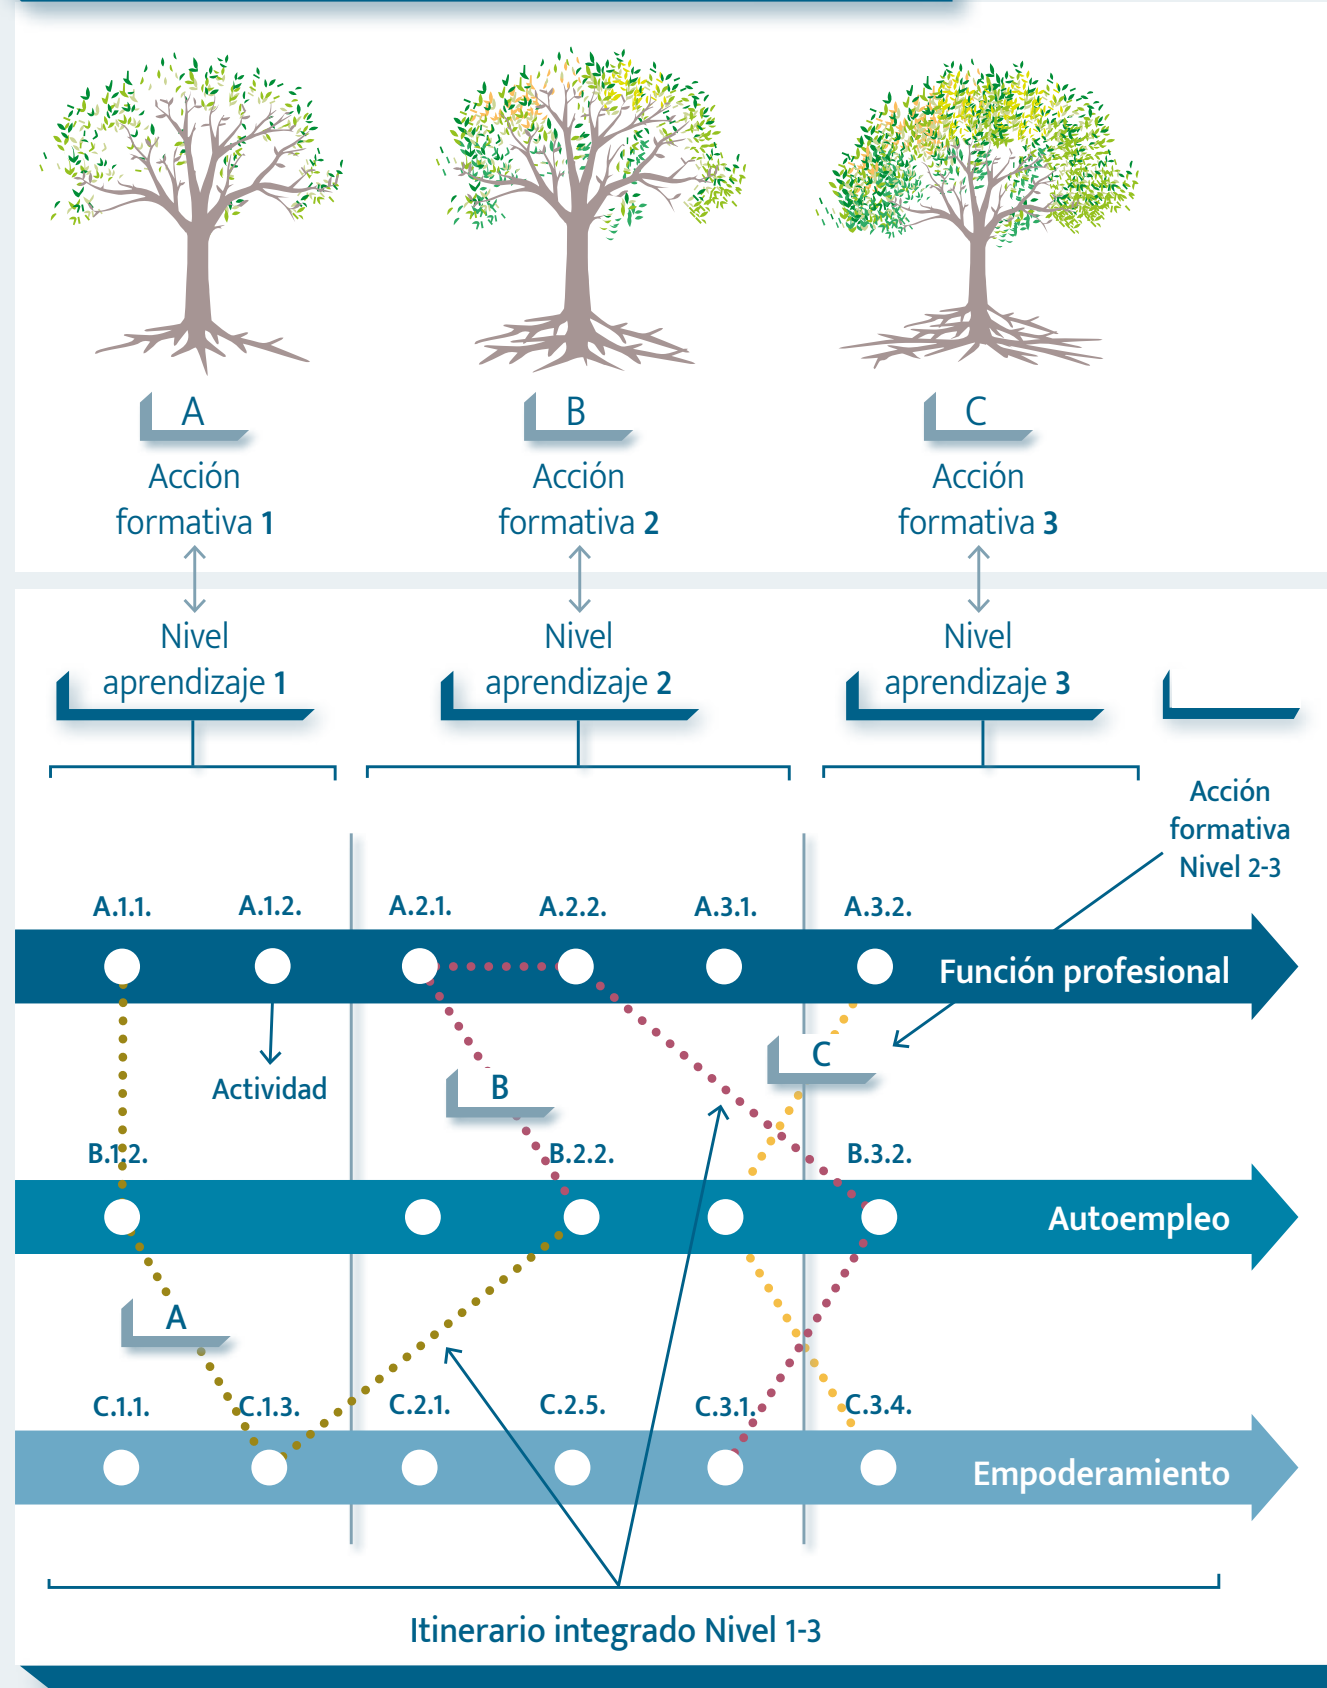 A
B
C
Acción
formativa 1
Acción
formativa 2
Acción
formativa 3
Nivel
aprendizaje 1
Nivel
aprendizaje 2
Nivel
aprendizaje 3
Acción
formativa
Nivel 2-3
A.1.1.
A.1.2.
A.2.1.
A.2.2.
A.3.1.
A.3.2.
Función profesional
C
Actividad
B
B.1.2.
B.2.2.
B.3.2.
Autoempleo
A
C.1.1.
C.1.3.
C.2.1.
C.2.5.
C.3.1.
C.3.4.
Empoderamiento
Itinerario integrado Nivel 1-3